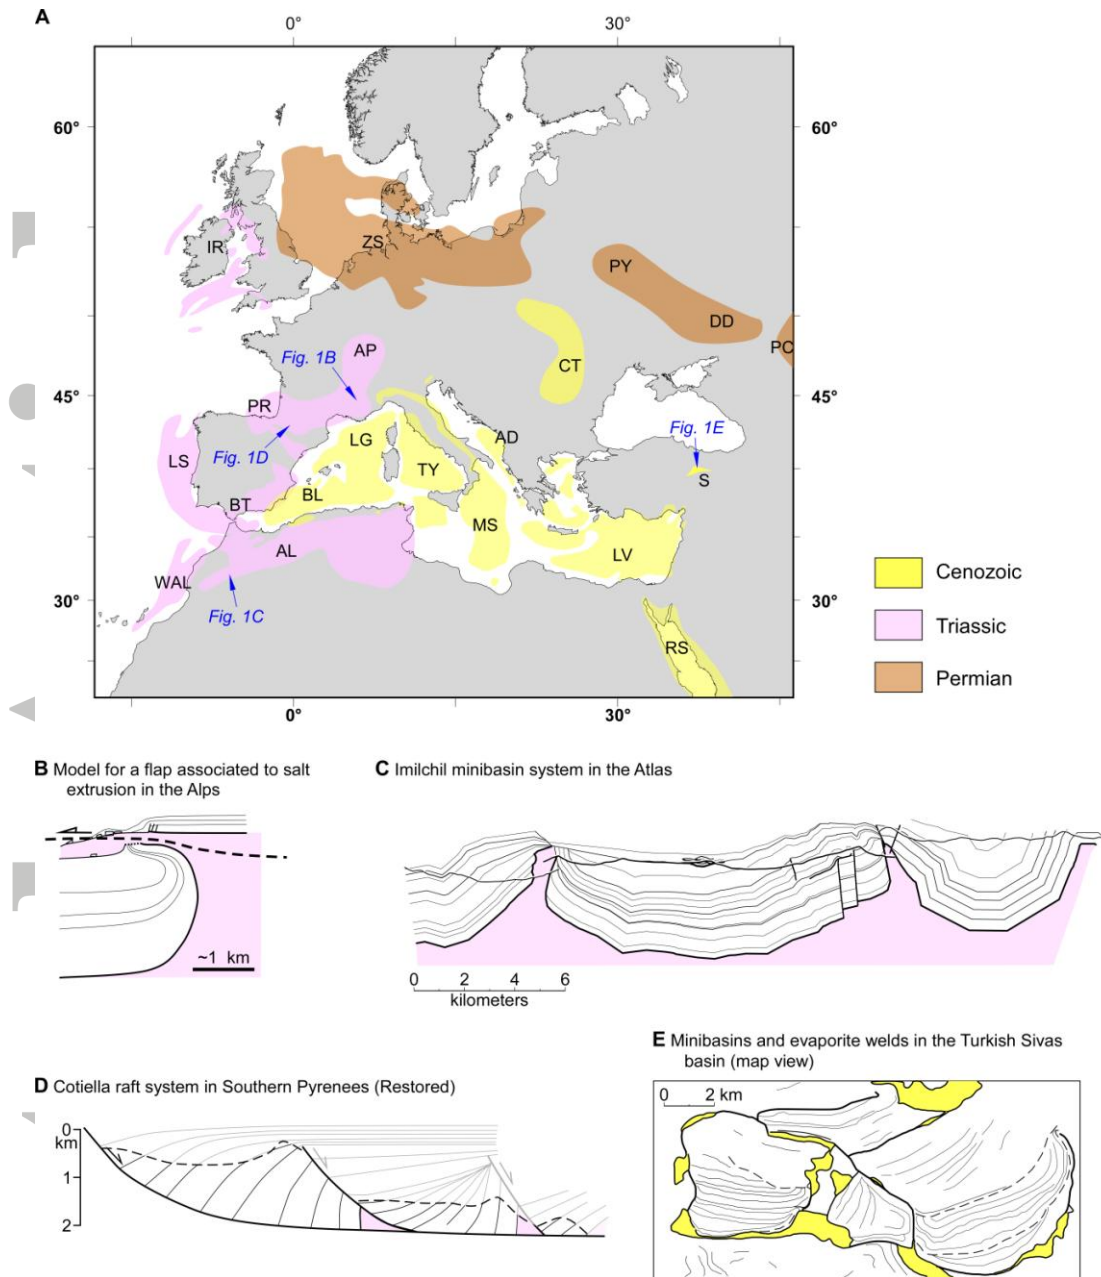 A
0°
30°
60°
60°
IR
ZS
PY
DD
PC
AP
Fig. 1B
CT
45°
45°
PR
LG
AD
Fig. 1E
LS
Fig. 1D
TY
S
BL
BT
MS
AL
LV
WAL
30°
30°
Fig. 1C
RS
Cenozoic
Triassic
Permian
0°
30°
B Model for a flap associated to salt
extrusion in the Alps
~1 km
C Imilchil minibasin system in the Atlas
0 2 4 6
kilometers
D Cotiella raft system in Southern Pyrenees (Restored)
0
km
1
2
E Minibasins and evaporite welds in the Turkish Sivas
basin (map view)
0 2 km